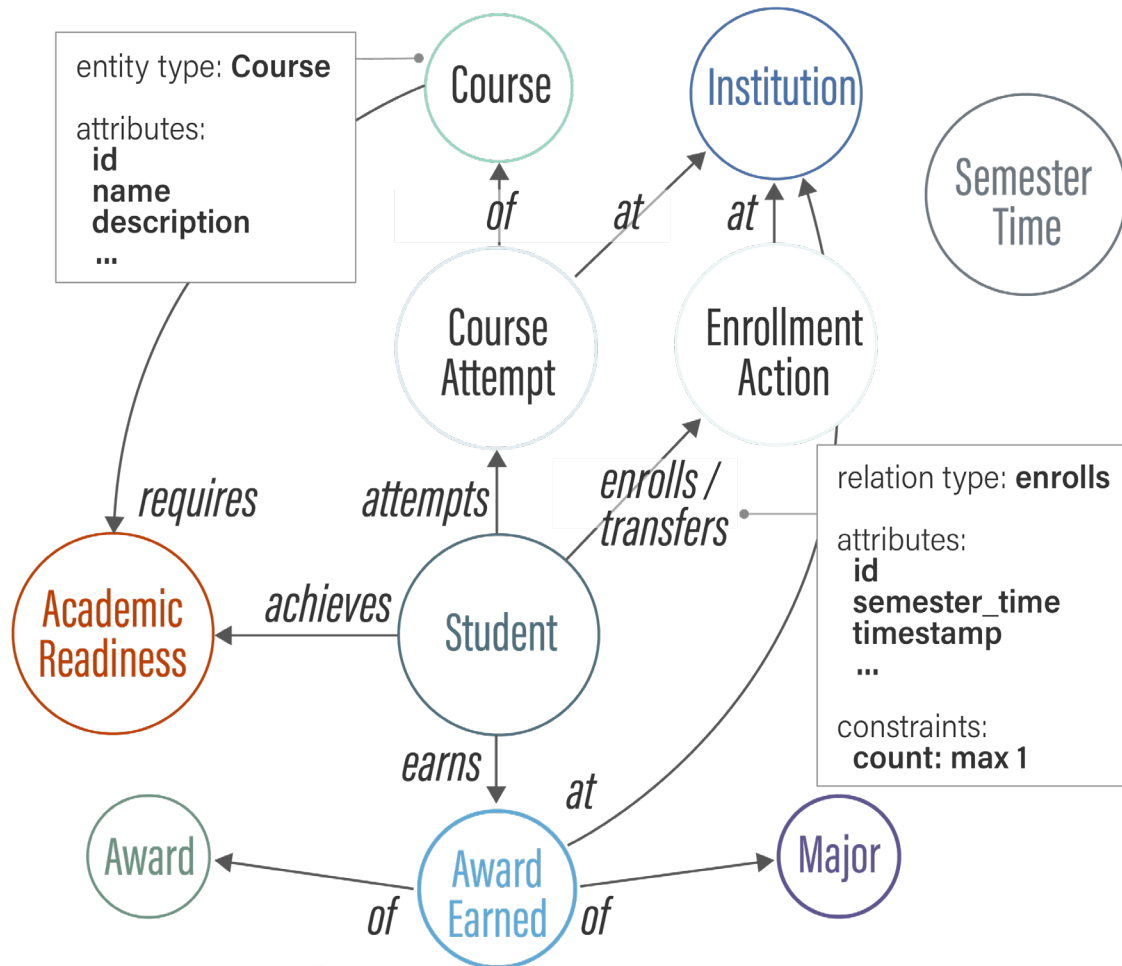 entity type: Course
attributes:
id
name
description
...
Course
Institution
Semester
Time
of
at
at
Course
Attempt
Enrollment
Action
requires
attempts
enrolls /
transfers
relation type: enrolls
attributes:
id
semester_time
timestamp
...
constraints:
count: max 1
Academic
Readiness
achieves
Student
earns
at
Award
of
Award
Earned
of
Major